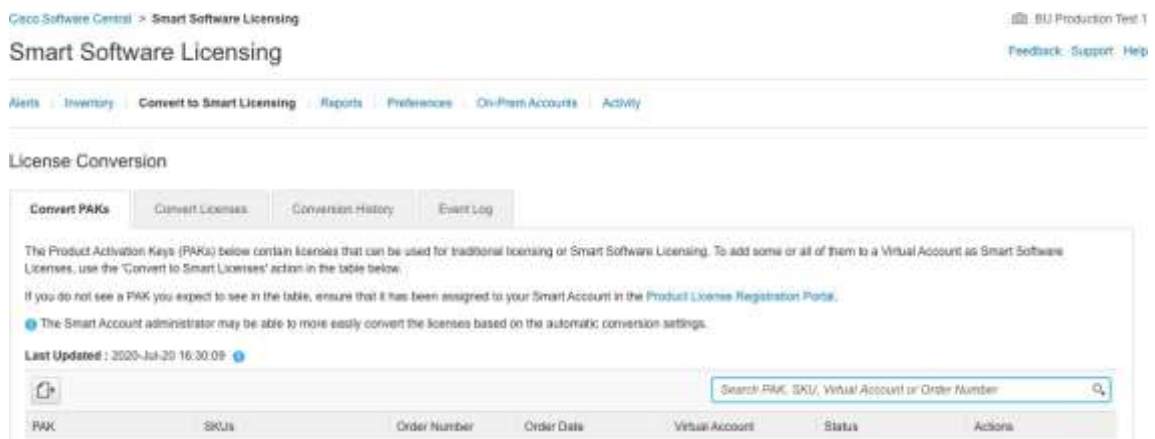 Cisco Software Central > Smart Software Licensing
BU Production Test 1
Smart Software Licensing
Feedback Support Help
Alerts Inventory Convert to Smart Licensing Reports Preferences On-Prem Accounts Activity
License Conversion
Convert PAKs Convert Licenses Conversion History Event Log
The Product Activation Keys (PAKs) below contain licenses that can be used for traditional licensing or Smart Software Licensing. To add some or all of them to a Virtual Account as Smart Software
Licenses, use the 'Convert to Smart Licenses' action in the table below.
If you do not see a PAK you expect to see in the table, ensure that it has been assigned to your Smart Account in the Product License Registration Portal.
The Smart Account administrator may be able to more easily convert the licenses based on the automatic conversion settings.
Last Updated : 2020-Jul-20 16:30:09
Search PAK, SKU, Virtual Account or Order Number
PAK SKUs Order Number Order Date Virtual Account Status Actions